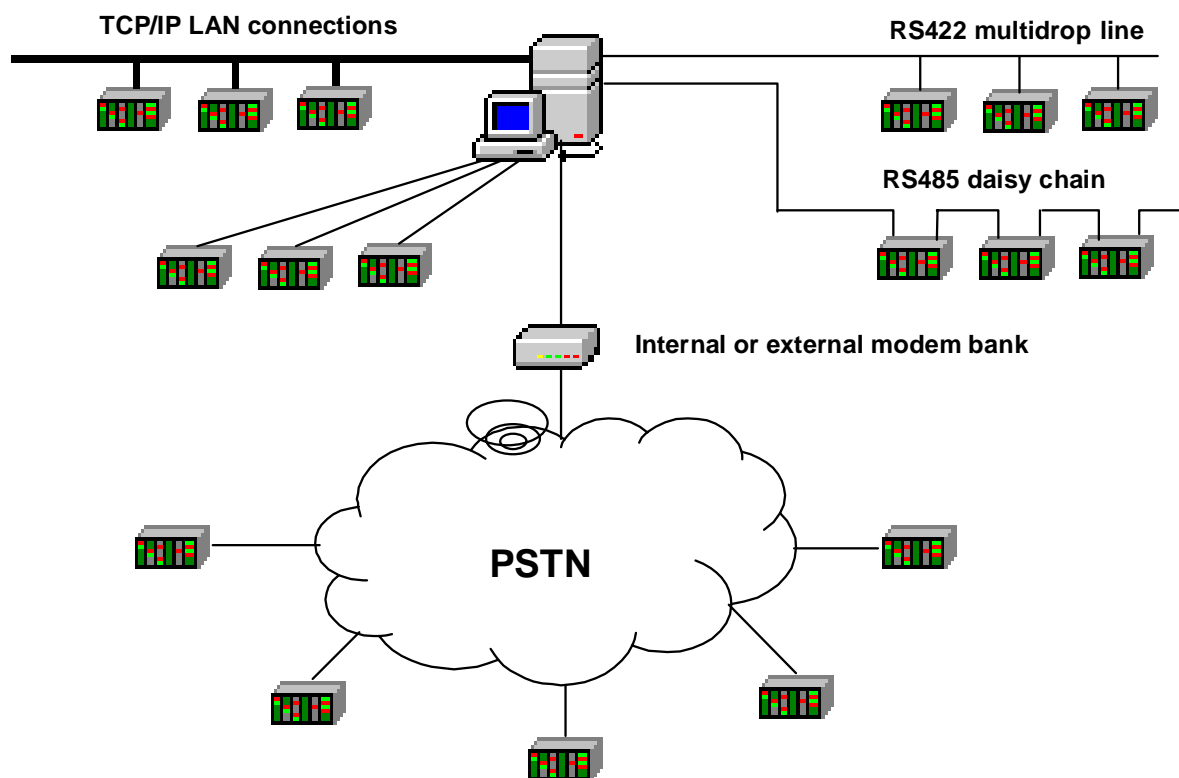 TCP/IP LAN connections
RS422 multidrop line
RS485 daisy chain
Internal or external modem bank
PSTN